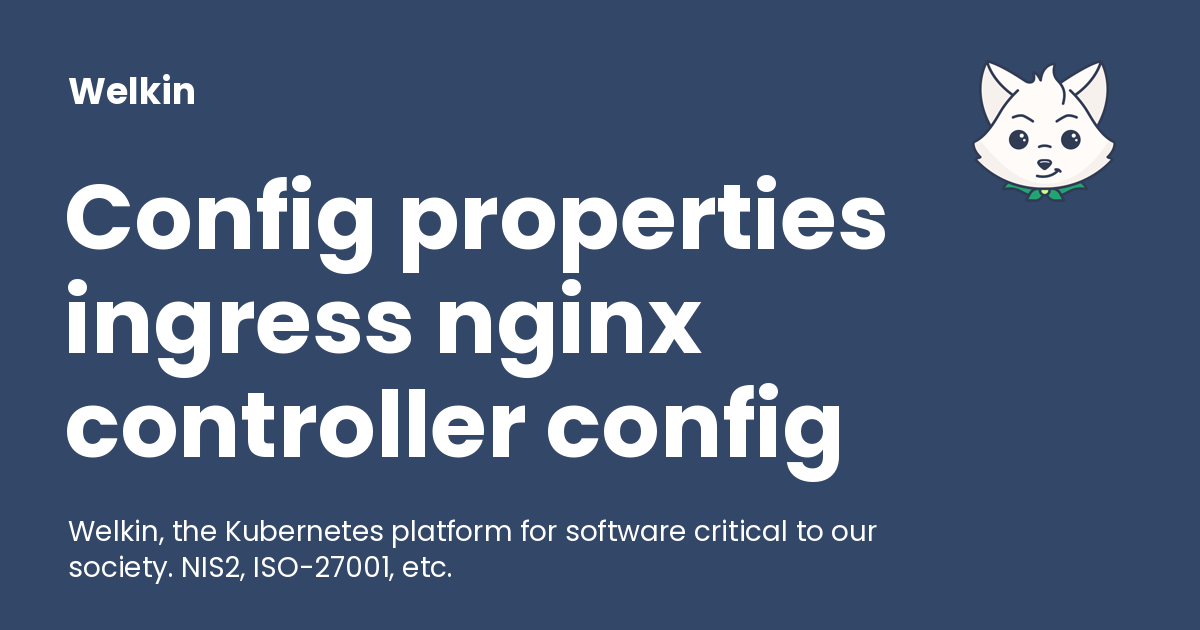 Welkin
Config properties
ingress nginx
controller config
Welkin, the Kubernetes platform for software critical to our
society. NIS2, ISO-27001, etc.